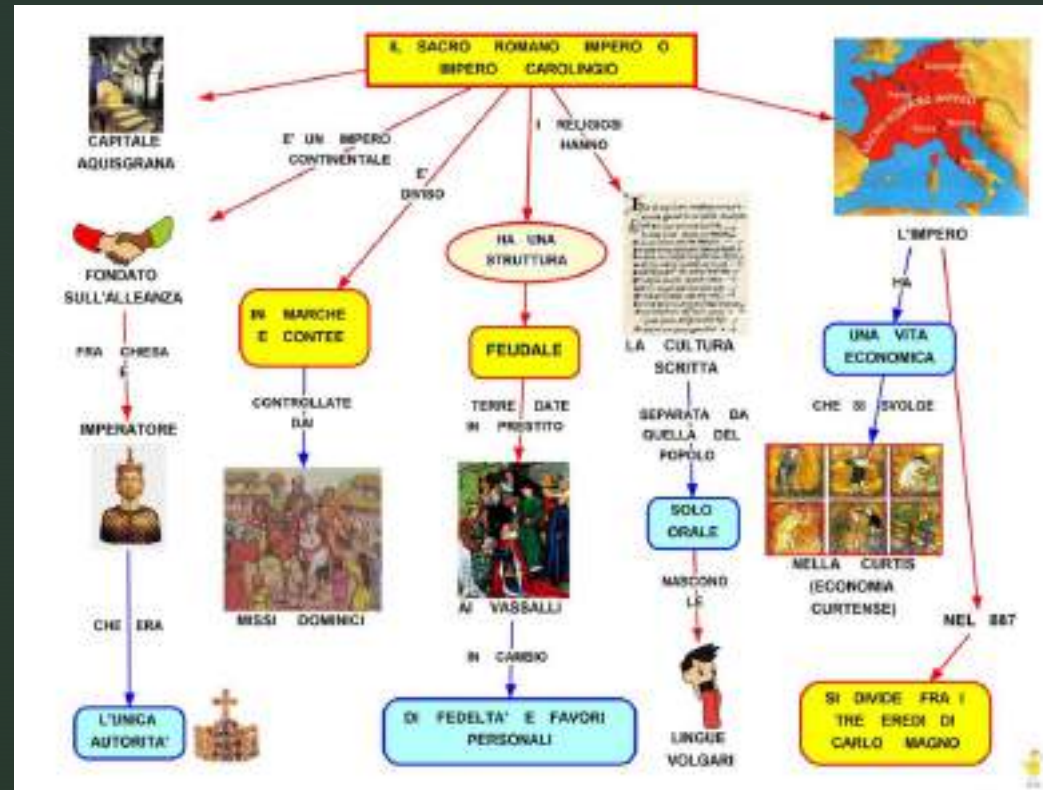 IL SACRO ROMANO IMPERO O
IMPERO CAROLINGIO
CAPITALE
AQUISGRANA
E' UN IMPERO
CONTINENTALE
FONDATO
SULL'ALLEANZA
FRA CHIESA
E
IMPERATORE
CHE ERA
L'UNICA
AUTORITA'
E'
DIVISO
IN MARCHE
E CONTEE
CONTROLLATE
DAI
MISSI DOMINICI
HA UNA
STRUTTURA
FEUDALE
TERRE DATE
IN PRESTITO
AI VASSALLI
IN CAMBIO
DI FEDELTA' E FAVORI
PERSONALI
I RELIGIOSI
HANNO
LA CULTURA
SCRITTA
SEPARATA DA
QUELLA DEL
POPOLO
SOLO
ORALE
NASCONO
LE
LINGUE
VOLGARI
SACRO ROMANO IMPERO
L'IMPERO
HA
UNA VITA
ECONOMICA
CHE SI SVOLGE
NELLA CURTIS
(ECONOMIA
CURTENSE)
NEL 887
SI DIVIDE FRA I
TRE EREDI DI
CARLO MAGNO